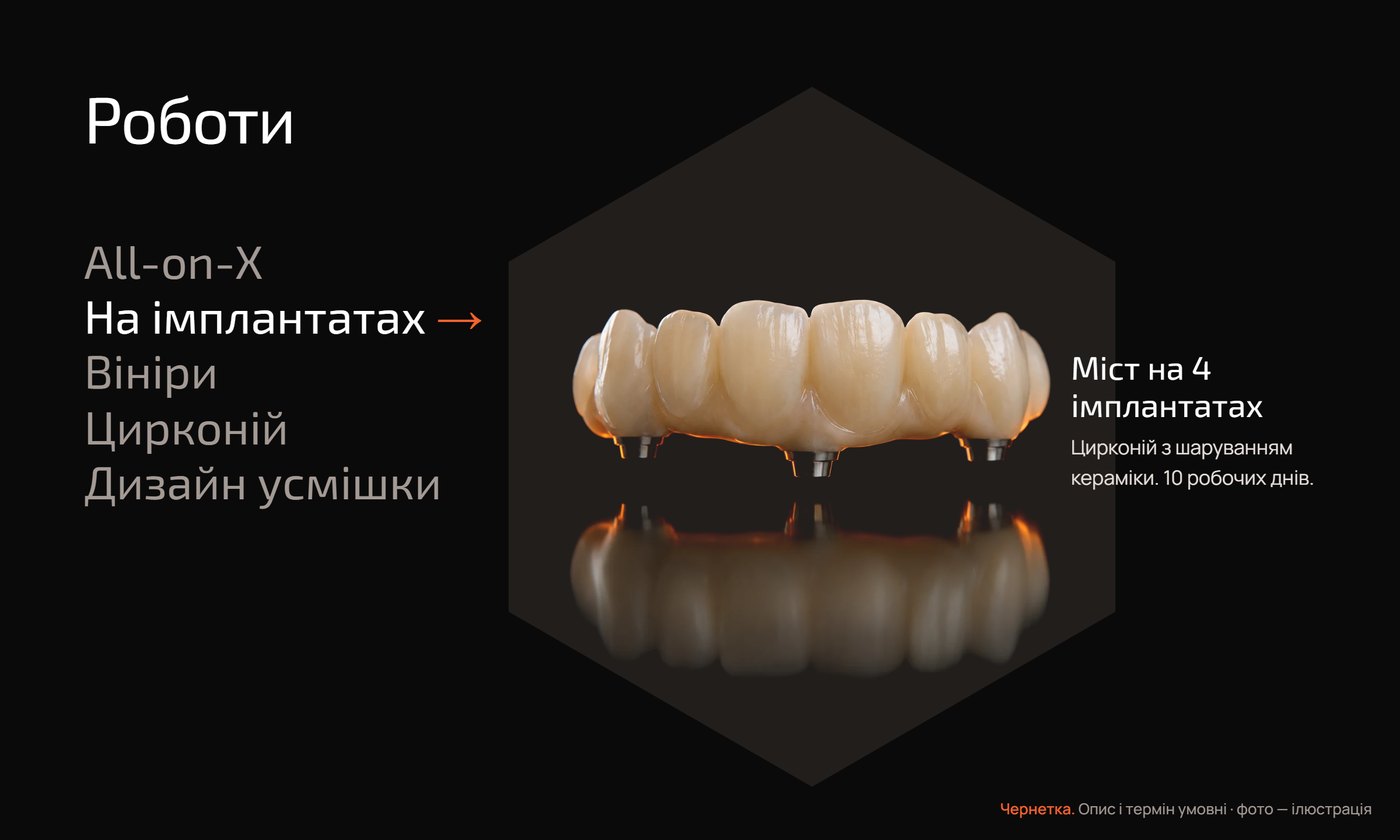 Роботи
All-on-X
На імплантатах →
Вініри
Цирконій
Дизайн усмішки
Міст на 4
імплантатах
Цирконій з шаруванням
кераміки. 10 робочих днів.
Чернетка. Опис і термін умовні · фото — ілюстрація